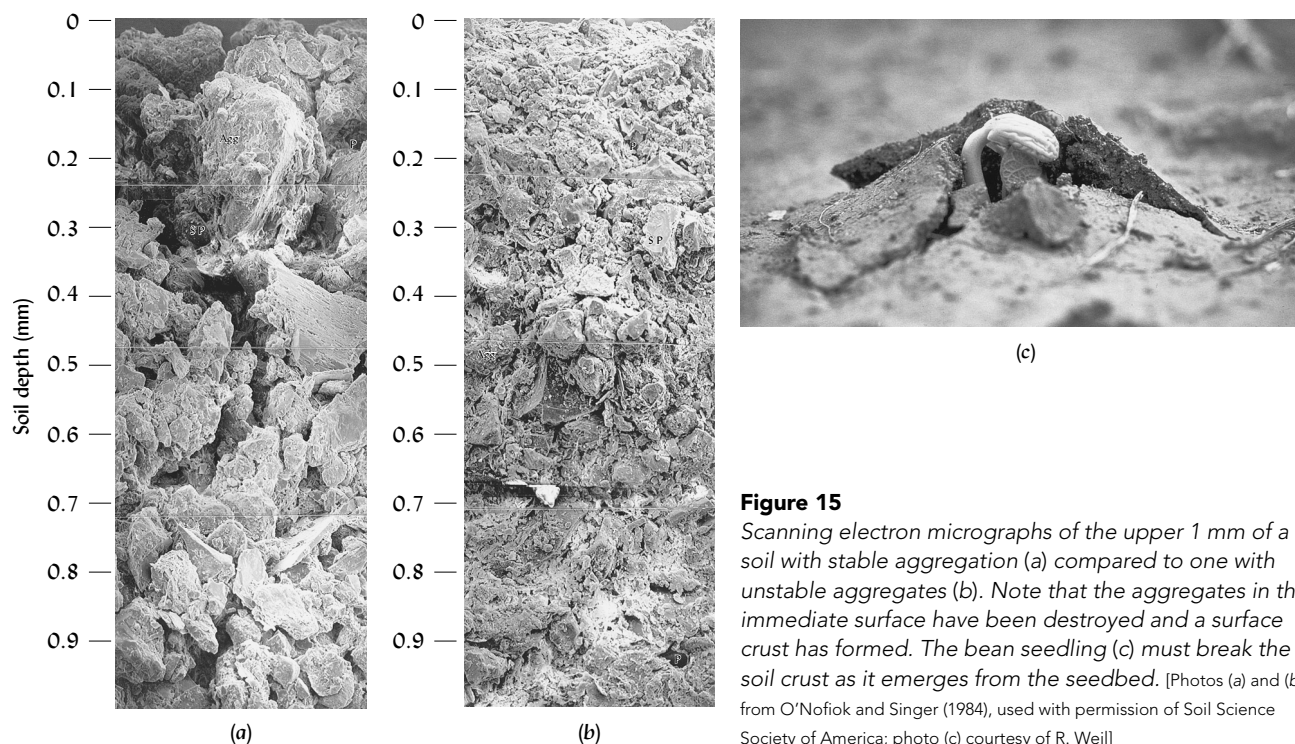 0
0.1
0.2
0.3
0.4
0.5
0.6
0.7
0.8
0.9
Soil depth (mm)
Agg
P
S P
(a)
0
0.1
0.2
0.3
0.4
0.5
0.6
0.7
0.8
0.9
P
S P
Agg
P
(b)
(c)
Figure 15
Scanning electron micrographs of the upper 1 mm of a
soil with stable aggregation (a) compared to one with
unstable aggregates (b). Note that the aggregates in th
immediate surface have been destroyed and a surface
crust has formed. The bean seedling (c) must break the
soil crust as it emerges from the seedbed. [Photos (a) and (b
from O'Nofiok and Singer (1984), used with permission of Soil Science
Society of America; photo (c) courtesy of R. Weil]